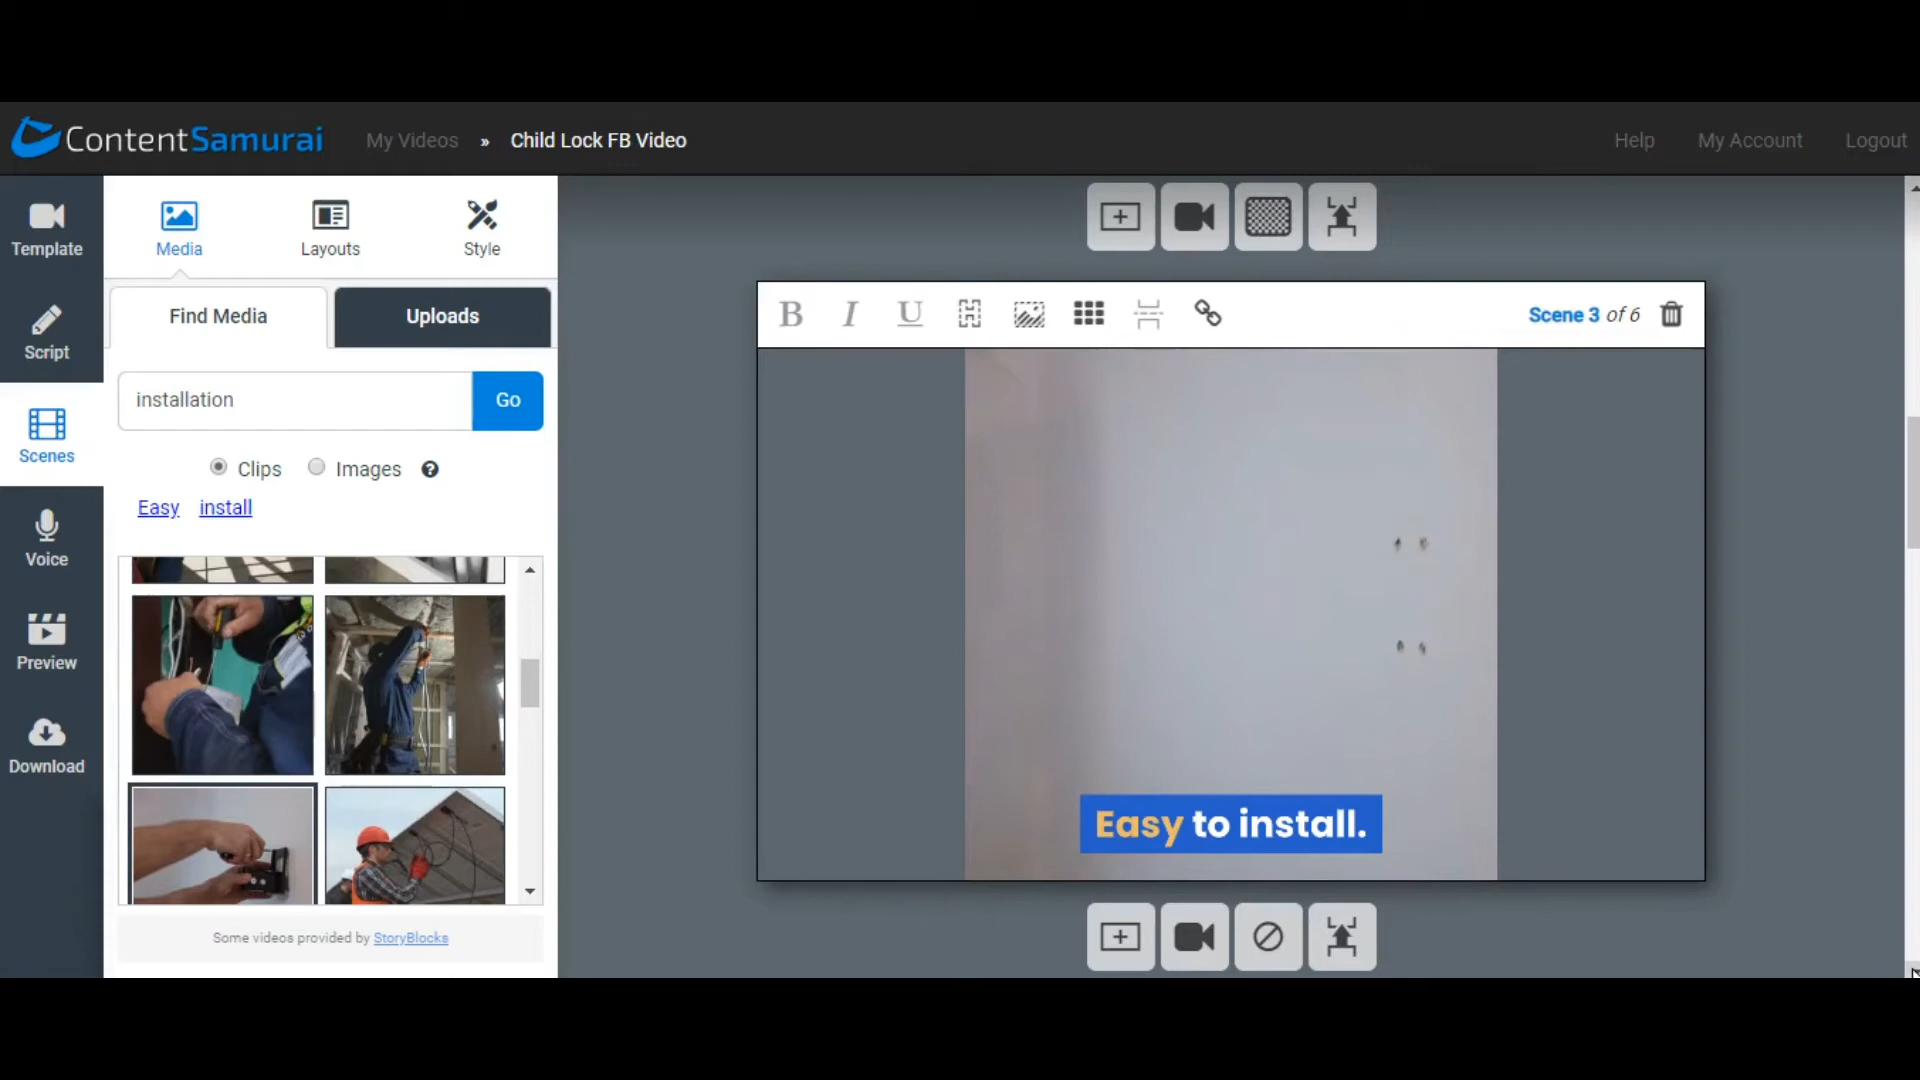 ContentSamurai My Videos » Child Lock FB Video Help My Account Logout
Template
Script
Scenes
Voice
Preview
Download
Media Layouts Style
Find Media Uploads
installation Go
Clips Images ?
Easy install
Some videos provided by StoryBlocks
B I U H Scene 3 of 6
Easy to install.